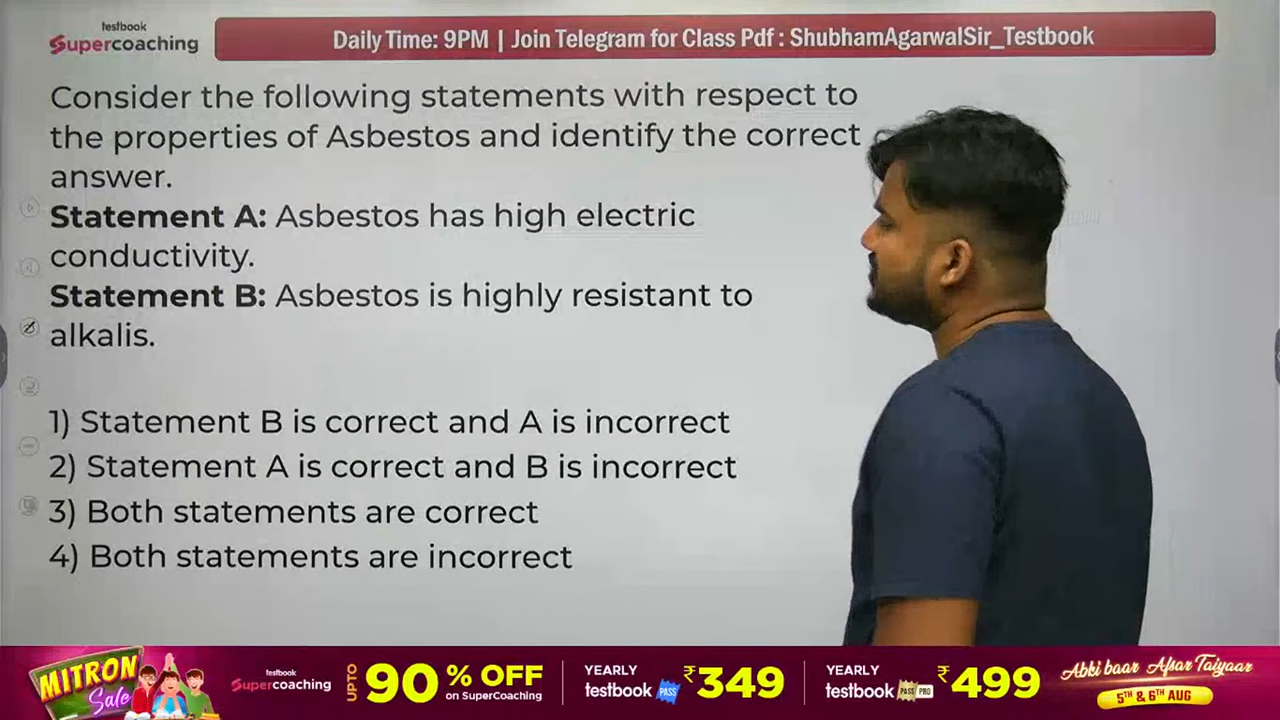 testbook
Supercoaching
Daily Time: 9PM | Join Telegram for Class Pdf : ShubhamAgarwalSir_Testbook
Consider the following statements with respect to
the properties of Asbestos and identify the correct
answer.
Statement A: Asbestos has high electric
conductivity.
Statement B: Asbestos is highly resistant to
alkalis.
1) Statement B is correct and A is incorrect
2) Statement A is correct and B is incorrect
3) Both statements are correct
4) Both statements are incorrect
MITRON
Sale
testbook
Supercoaching
UPTO 90% OFF
on SuperCoaching
YEARLY
testbook PASS
₹349
YEARLY
testbook PASS PRO
₹499
Abki baar Afsar Taiyaar
5TH & 6TH AUG